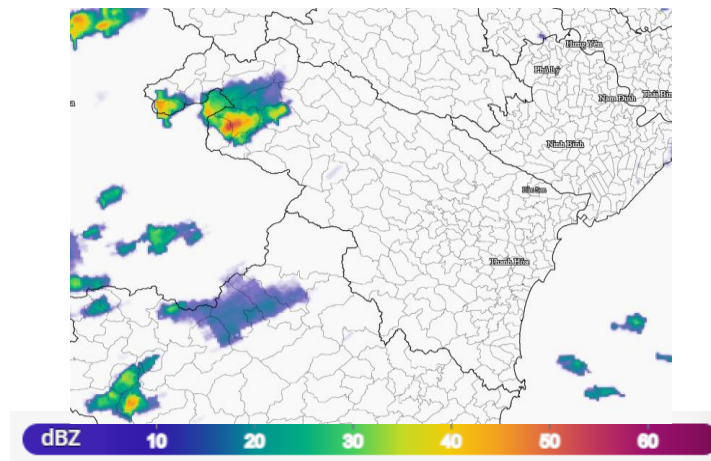 Hưng Yên
Phủ Lý
Nam Định
Thái Bìn
Ninh Bình
Bỉm Sơn
Thanh Hóa
dBZ 10 20 30 40 50 60